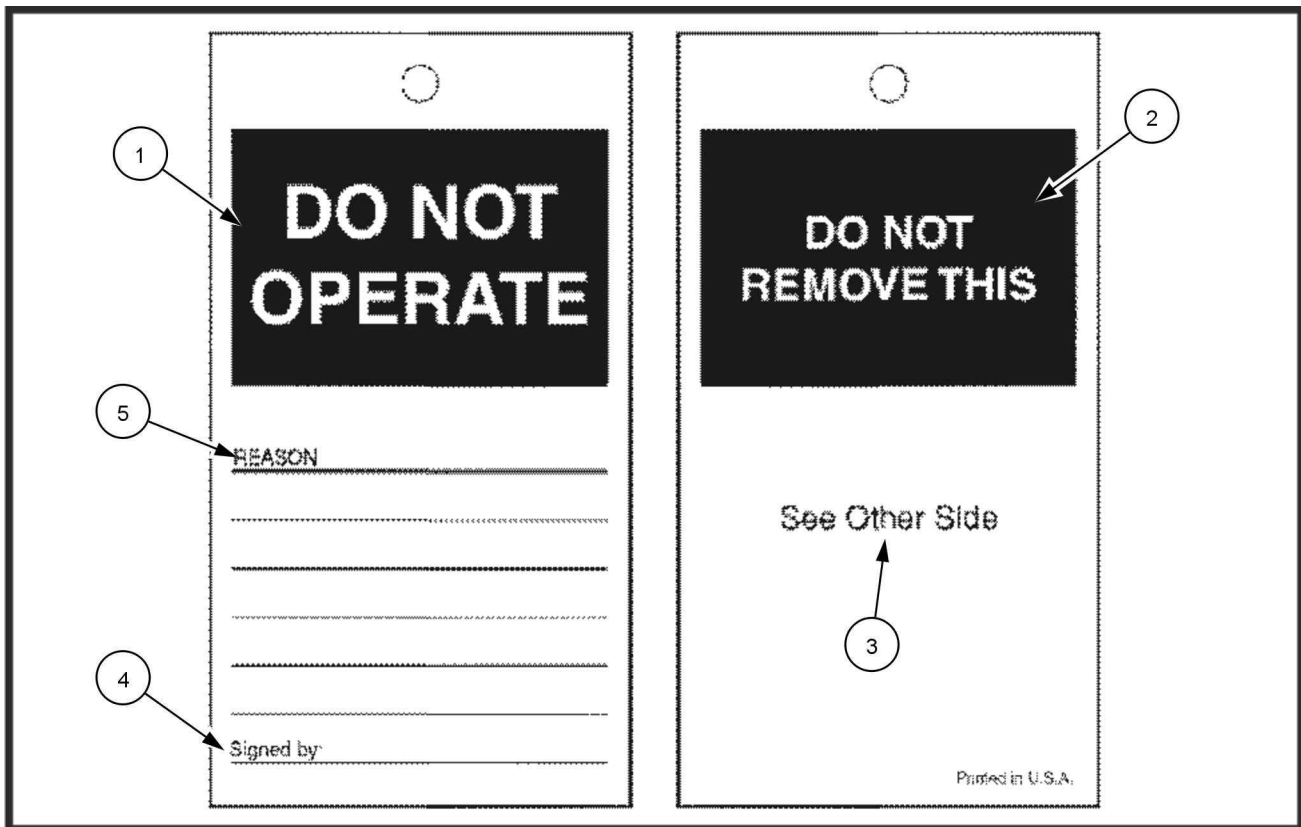 1
DO NOT
OPERATE
5
REASON
4
Signed by:
2
DO NOT
REMOVE THIS
See Other Side
3
Printed in U.S.A.